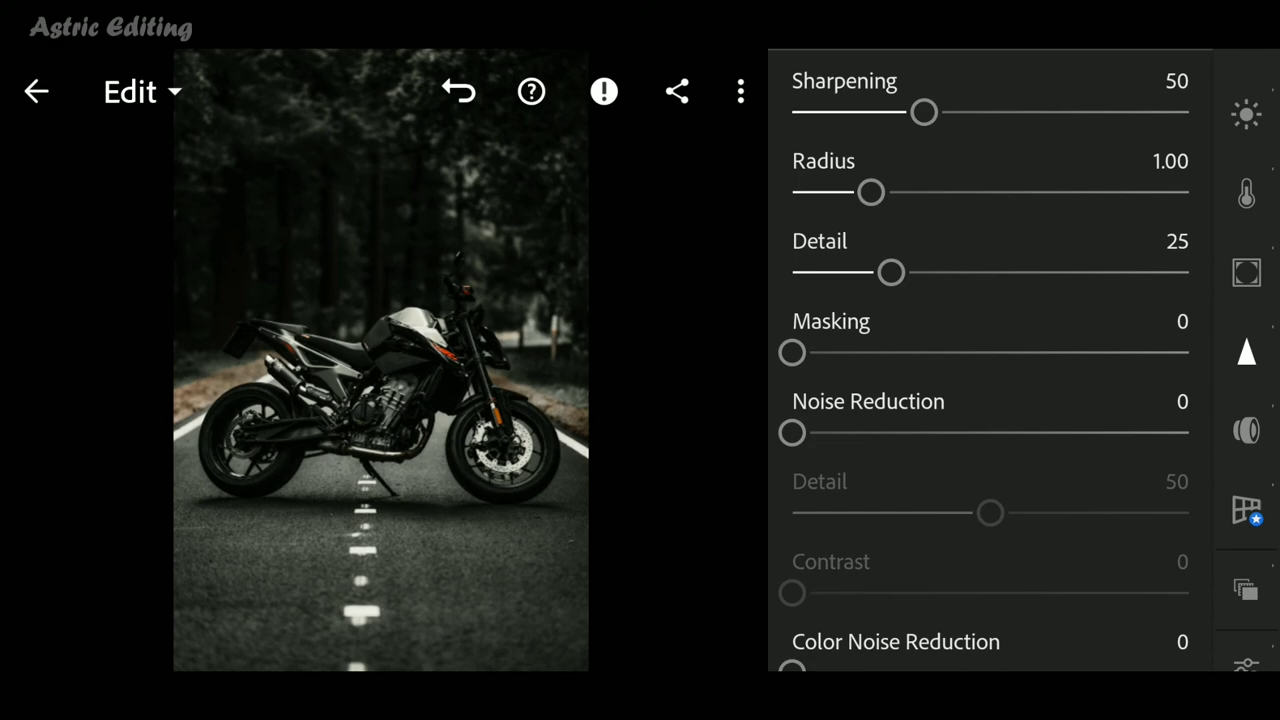 Astric Editing
Edit
Sharpening 50
Radius 1.00
Detail 25
Masking 0
Noise Reduction 0
Detail 50
Contrast 0
Color Noise Reduction 0